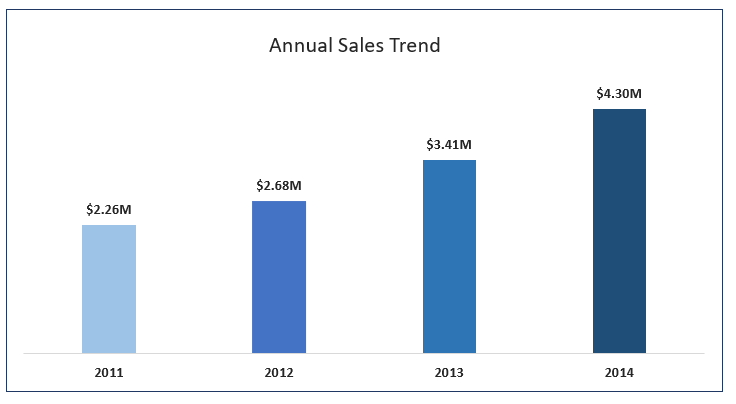 Annual Sales Trend
$4.30M
$3.41M
$2.68M
$2.26M
2011 2012 2013 2014